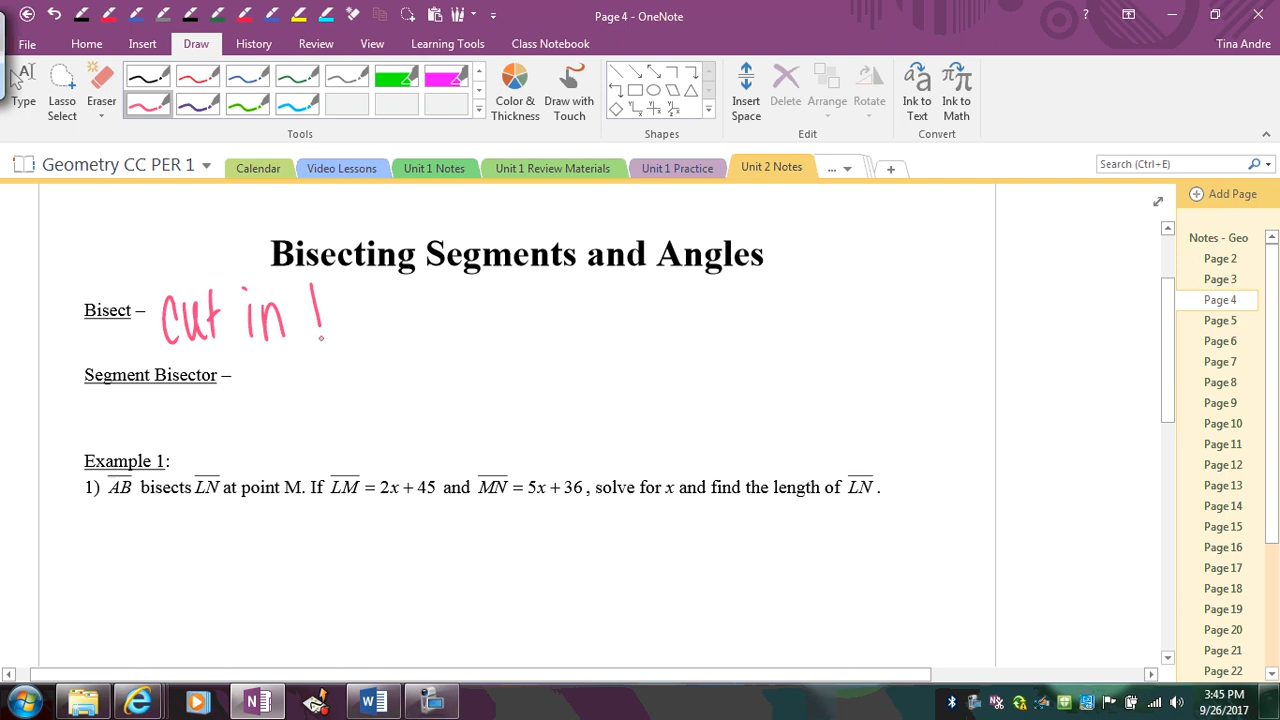 Page 4 - OneNote
Tina Andre
File Home Insert Draw History Review View Learning Tools Class Notebook
Type
Lasso Select
Eraser
Color & Thickness
Draw with Touch
Insert Space
Delete
Arrange
Rotate
Ink to Text
Ink to Math
Tools
Shapes
Edit
Convert
Geometry CC PER 1
Calendar Video Lessons Unit 1 Notes Unit 1 Review Materials Unit 1 Practice Unit 2 Notes ...
Search (Ctrl+E)
Add Page
Bisecting Segments and Angles
Bisect – cut in
Segment Bisector –
Example 1:
1) AB bisects LN at point M. If LM = 2x + 45 and MN = 5x + 36 , solve for x and find the length of LN .
Notes - Geo
Page 2
Page 3
Page 4
Page 5
Page 6
Page 7
Page 8
Page 9
Page 10
Page 11
Page 12
Page 13
Page 14
Page 15
Page 16
Page 17
Page 18
Page 19
Page 20
Page 21
Page 22
3:45 PM
9/26/2017